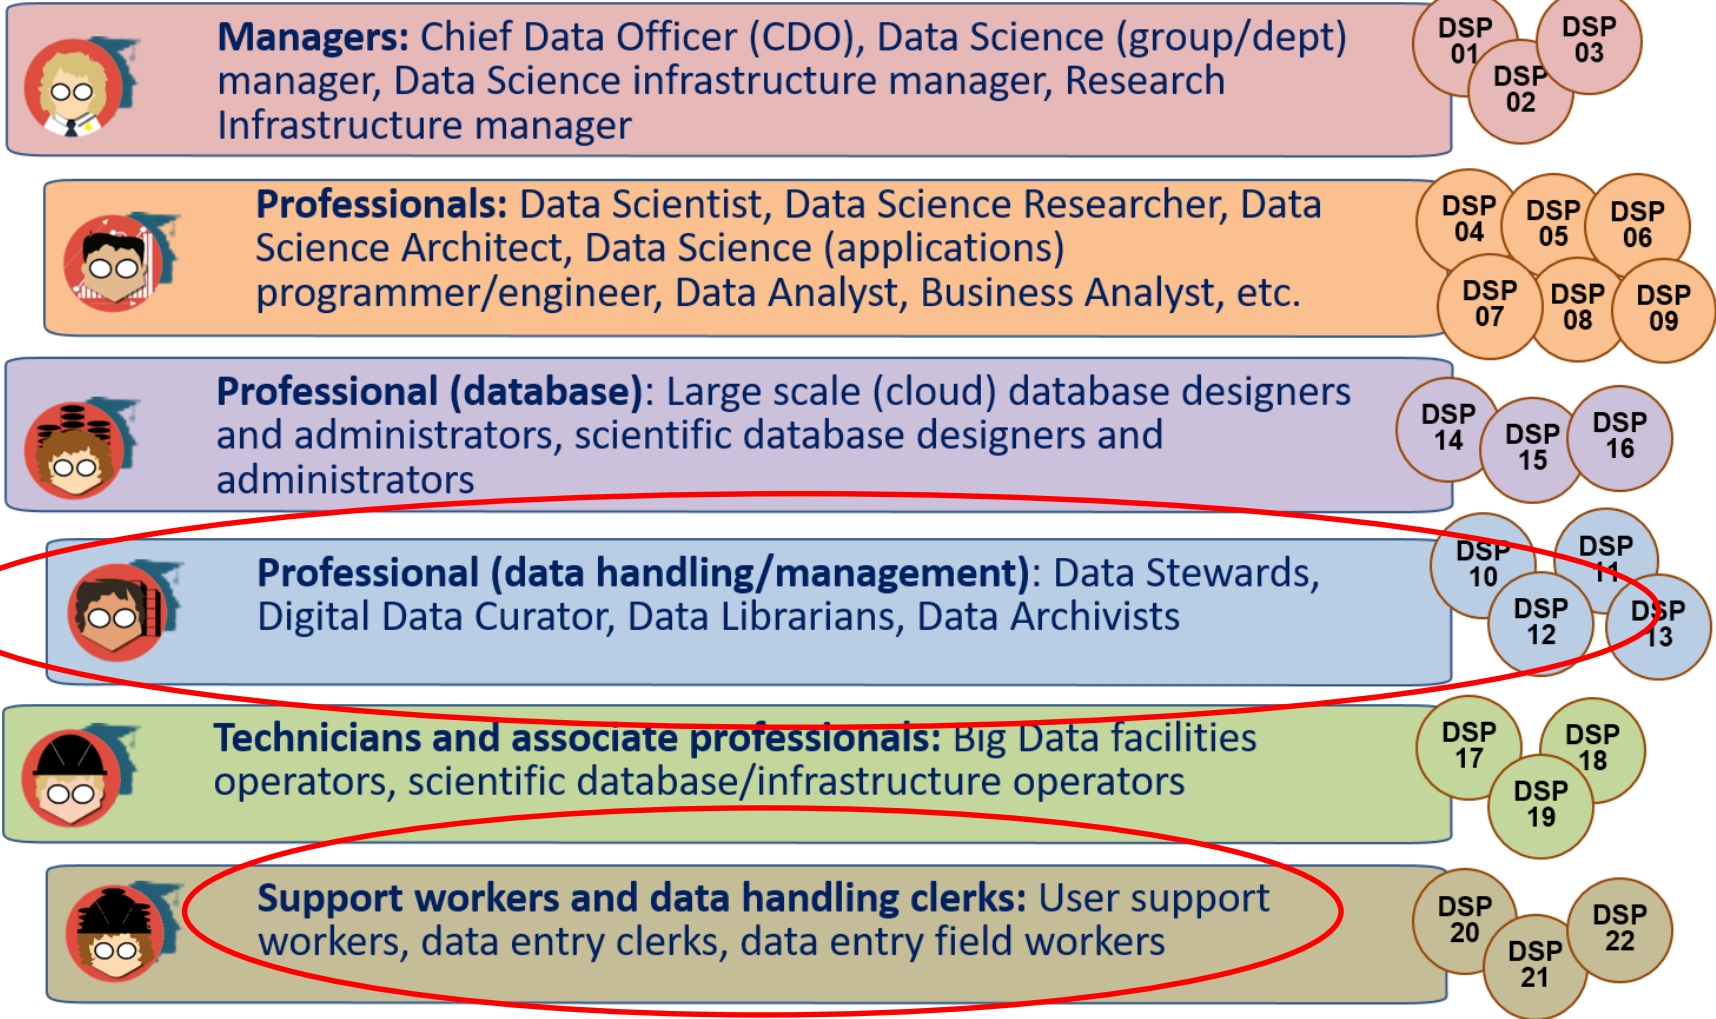 Managers: Chief Data Officer (CDO), Data Science (group/dept)
manager, Data Science infrastructure manager, Research
Infrastructure manager
DSP
01
DSP
02
DSP
03
Professionals: Data Scientist, Data Science Researcher, Data
Science Architect, Data Science (applications)
programmer/engineer, Data Analyst, Business Analyst, etc.
DSP
04
DSP
05
DSP
06
DSP
07
DSP
08
DSP
09
Professional (database): Large scale (cloud) database designers
and administrators, scientific database designers and
administrators
DSP
14
DSP
15
DSP
16
Professional (data handling/management): Data Stewards,
Digital Data Curator, Data Librarians, Data Archivists
DSP
10
DSP
11
DSP
12
DSP
13
Technicians and associate professionals: Big Data facilities
operators, scientific database/infrastructure operators
DSP
17
DSP
18
DSP
19
Support workers and data handling clerks: User support
workers, data entry clerks, data entry field workers
DSP
20
DSP
21
DSP
22